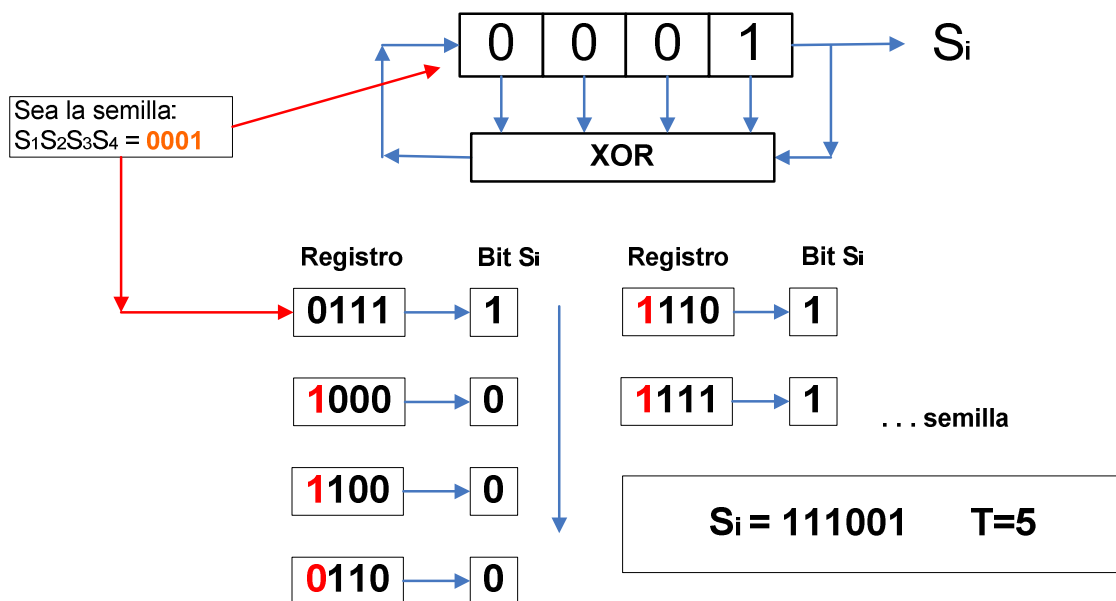 0 0 0 1
Si
Sea la semilla:
S1S2S3S4 = 0001
XOR
Registro Bit Si Registro Bit Si
0111 1 1110 1
1000 0 1111 1
. . . semilla
1100 0
Si = 111001 T=5
0110 0